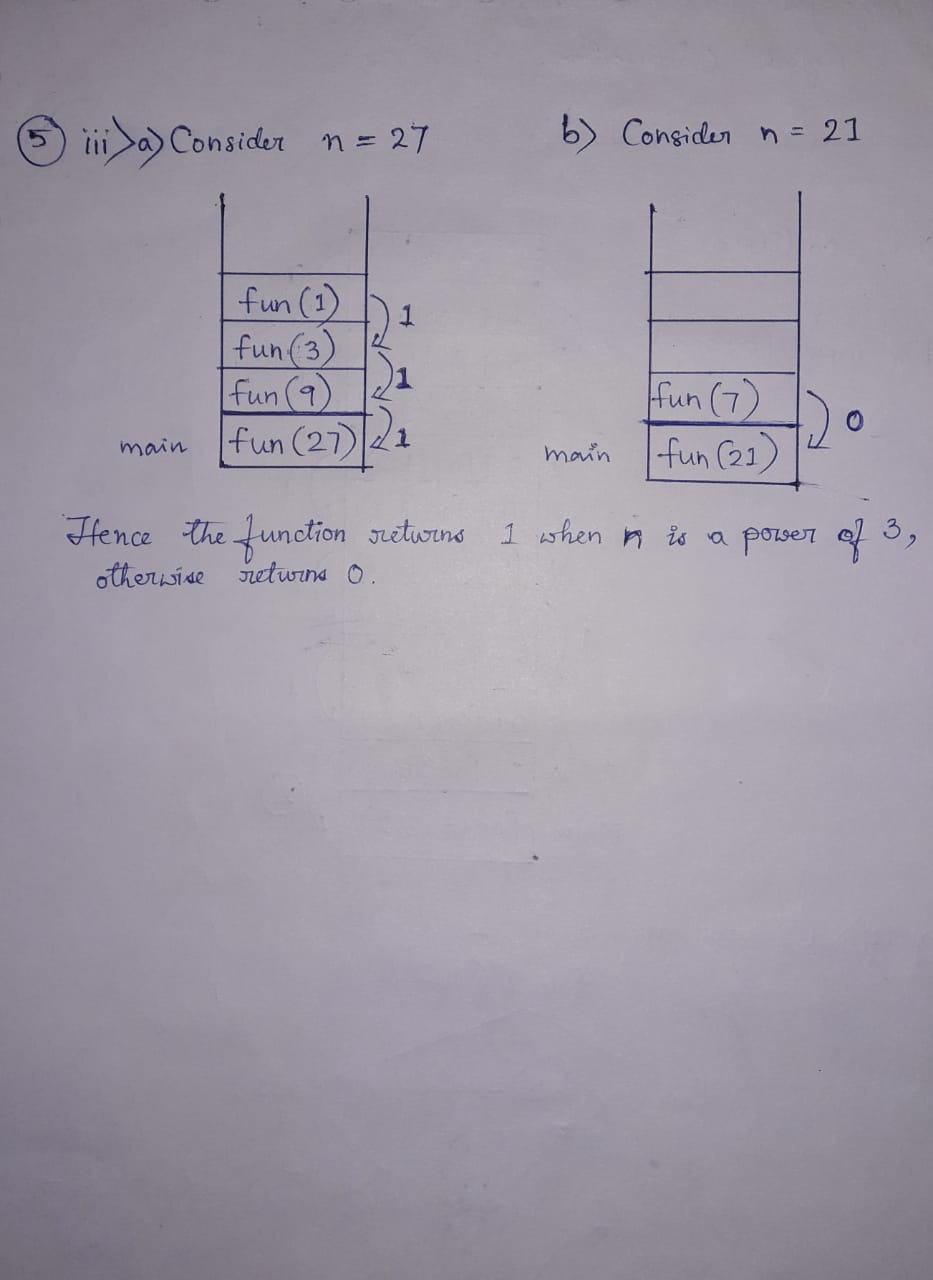 5 iii> a) Consider n = 27
fun(1)
1
fun(3)
1
fun(9)
1
main fun(27)
b) Consider n = 21
fun(7)
0
main fun(21)
Hence the function returns 1 when n is a power of 3,
otherwise returns 0.